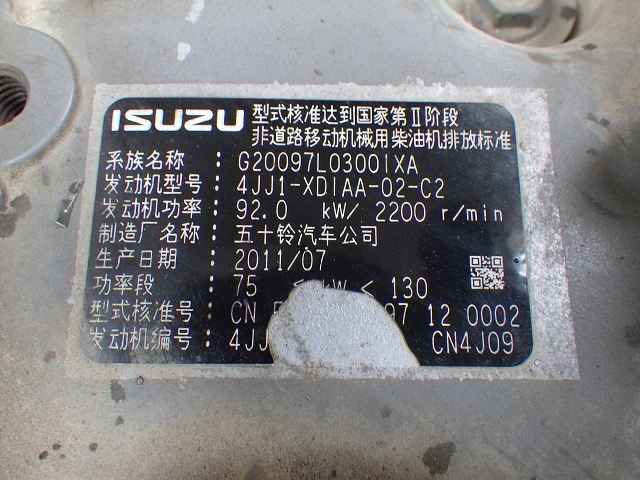 ISUZU 型式核准达到国家第Ⅱ阶段
非道路移动机械用柴油机排放标准
系族名称 : G20097L0300IXA
发动机型号 : 4JJ1-XDIAA-02-C2
发动机功率 : 92.0 kW/ 2200 r/min
制造厂名称 : 五十铃汽车公司
生产日期 : 2011/07
功率段 : 75 kW < 130
型式核准号 : CN 97 12 0002
发动机编号 : 4JJ CN4J09